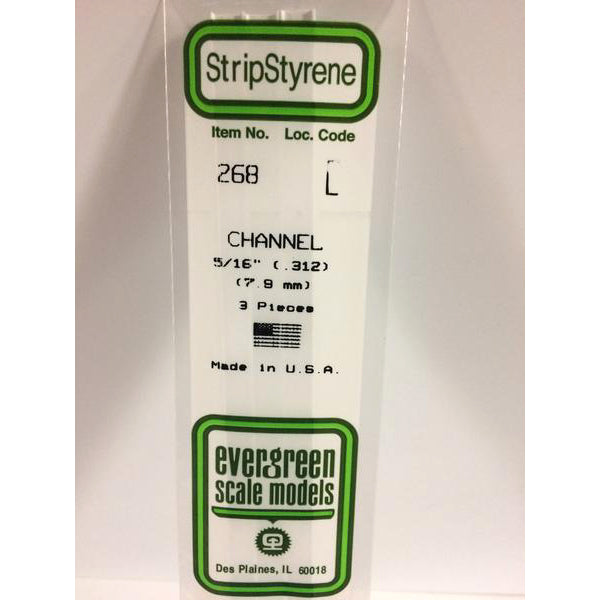 StripStyrene
Item No. Loc. Code
268 L
CHANNEL
5/16" (.312)
(7.9 mm)
3 Pieces
Made in U.S.A.
evergreen
scale models
Des Plaines, IL 60018